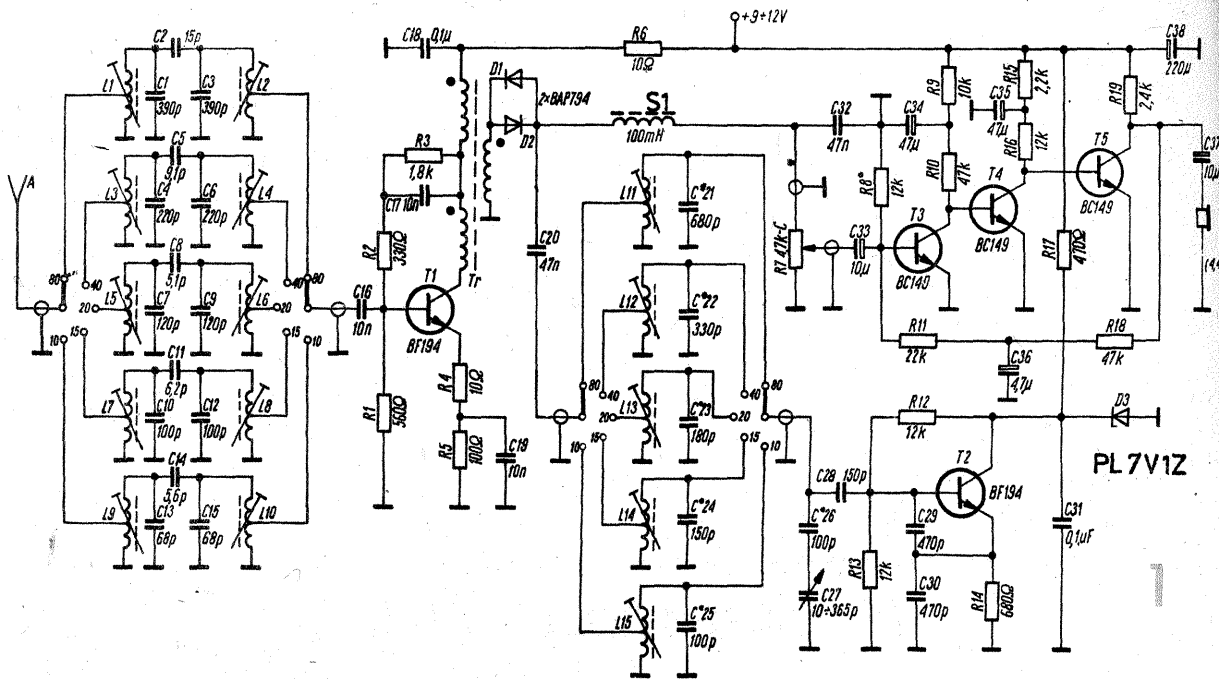 +9÷12V
C2 15p
L1
C1
390p
C3
390p
L2
C5
9,1p
L3
C4
220p
C6
220p
L4
C8
5,1p
L5
C7
120p
C9
120p
L6
C11
6,2p
L7
C10
100p
C12
100p
L8
C14
5,6p
L9
C13
68p
C15
68p
L10
A
80
40
20
15
10
80
40
20
15
10
C18 0,1µ
R6
10Ω
D1
2×BAP794
D2
S1
100mH
R3
1,8k
C17 10n
R2
330Ω
Tr
T1
BF194
C16
10n
R1
560Ω
R4
10Ω
R5
100Ω
C19
10n
C20
47n
80
40
20
15
10
L11
C*21
680p
L12
C*22
330p
L13
C*23
180p
L14
C*24
150p
L15
C*25
100p
80
40
20
15
10
C32
47n
C34
47µ
R9
10k
R10
47k
R8*
12k
R7 47k-C
C33
10µ
T3
BC149
T4
BC149
C35
47µ
R15
2,2k
R16
12k
T5
BC149
R19
2,4k
C38
220µ
C37
10µ
(4,4
R17
470Ω
R11
22k
C36
4,7µ
R18
47k
R12
12k
D3
PL7V1Z
T2
BF194
C28 150p
C*26
100p
C27
10÷365p
R13
12k
C29
470p
C30
470p
R14
680Ω
C31
0,1µF
1